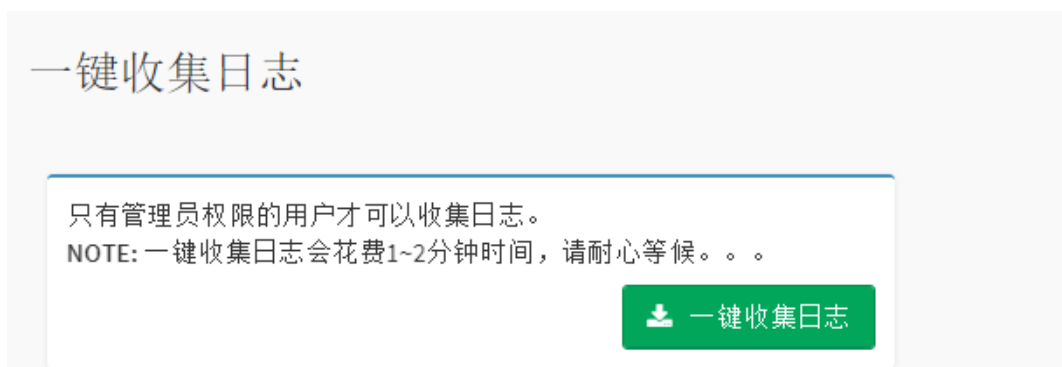 一键收集日志
只有管理员权限的用户才可以收集日志。
NOTE: 一键收集日志会花费1~2分钟时间，请耐心等候。。。
一键收集日志